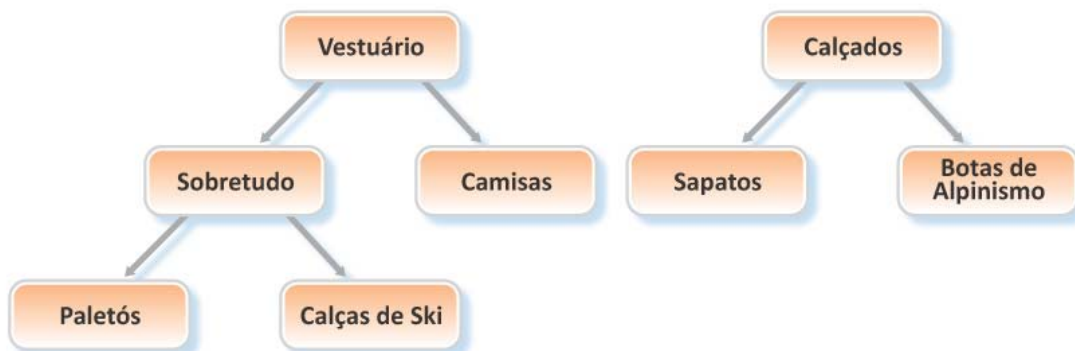 Vestuário
Calçados
Sobretudo
Camisas
Sapatos
Botas de
Alpinismo
Paletós
Calças de Ski